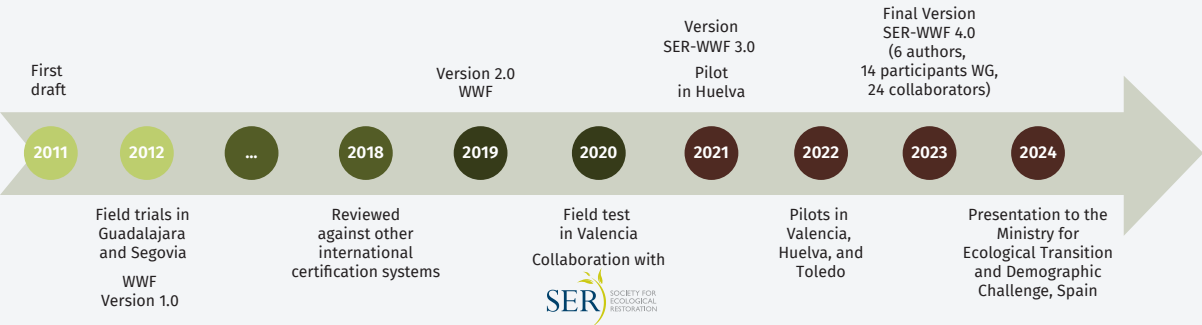 First
draft
Version 2.0
WWF
Version
SER-WWF 3.0
Pilot
in Huelva
Final Version
SER-WWF 4.0
(6 authors,
14 participants WG,
24 collaborators)
2011
2012
...
2018
2019
2020
2021
2022
2023
2024
Field trials in
Guadalajara
and Segovia
WWF
Version 1.0
Reviewed
against other
international
certification systems
Field test
in Valencia
Collaboration with
SER
SOCIETY FOR
ECOLOGICAL
RESTORATION
Pilots in
Valencia,
Huelva, and
Toledo
Presentation to the
Ministry for
Ecological Transition
and Demographic
Challenge, Spain